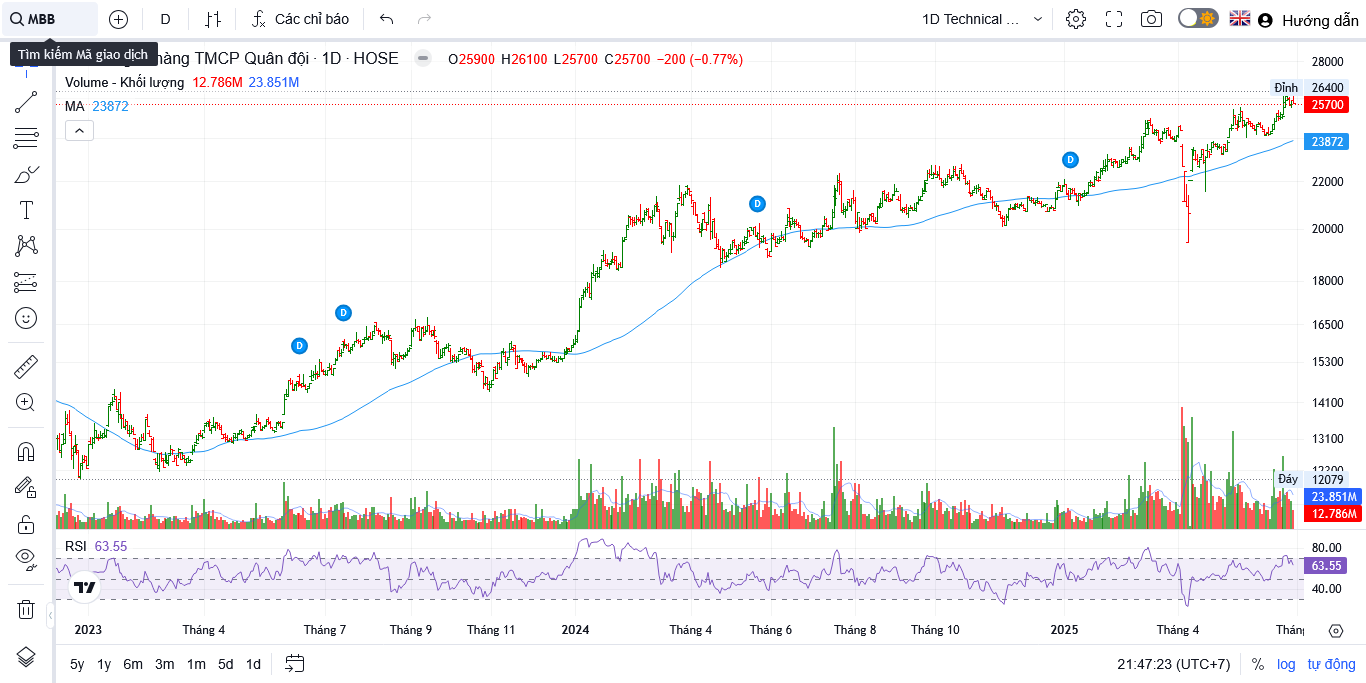 MBB
D
Các chỉ báo
1D Technical ...
Hướng dẫn
Tìm kiếm Mã giao dịch
hàng TMCP Quân đội · 1D · HOSE
O25900 H26100 L25700 C25700 −200 (−0.77%)
Volume - Khối lượng 12.786M 23.851M
MA 23872
28000
Đỉnh 26400
25700
23872
22000
20000
18000
16500
15300
14100
13100
12200
Đáy 12079
23.851M
12.786M
D
D
D
D
RSI 63.55
80.00
63.55
40.00
2023 Tháng 4 Tháng 7 Tháng 9 Tháng 11 2024 Tháng 4 Tháng 6 Tháng 8 Tháng 10 2025 Tháng 4 Tháng
5y 1y 6m 3m 1m 5d 1d
21:47:23 (UTC+7) % log tự động